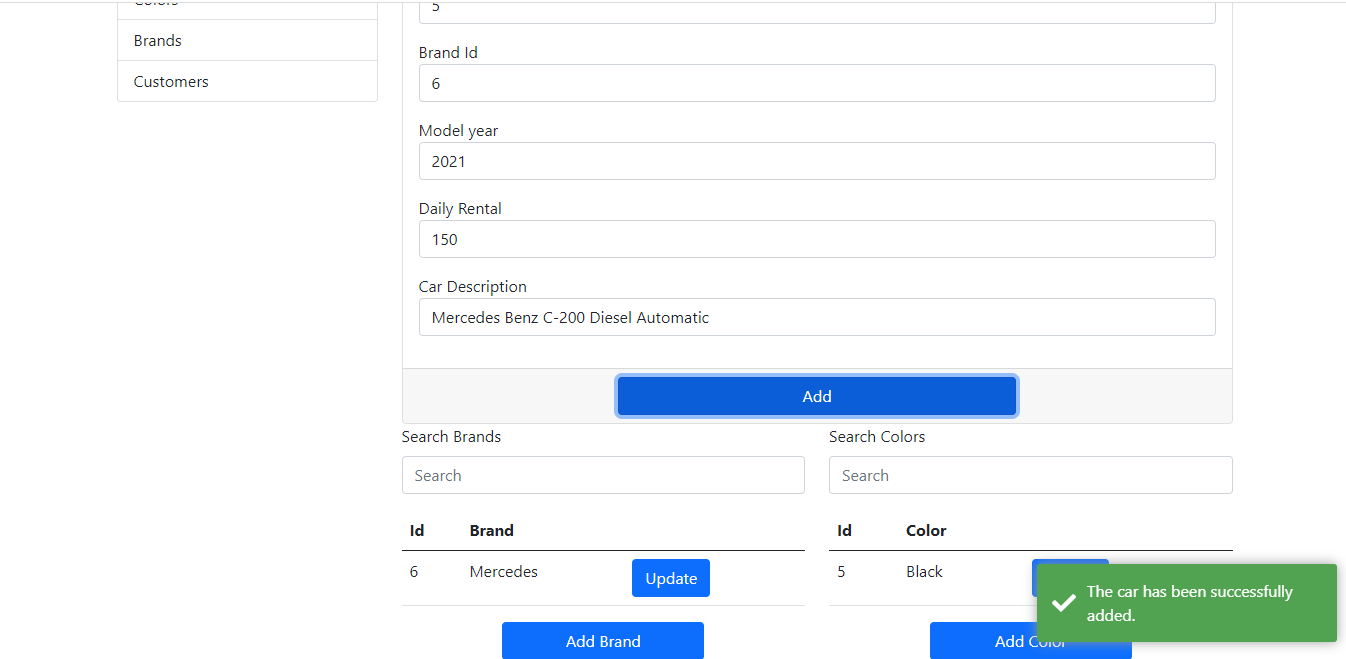 Colors
Brands
Customers
5
Brand Id
6
Model year
2021
Daily Rental
150
Car Description
Mercedes Benz C-200 Diesel Automatic
Add
Search Brands
Search
Id Brand
6 Mercedes Update
Add Brand
Search Colors
Search
Id Color
5 Black
Add Color
The car has been successfully
added.